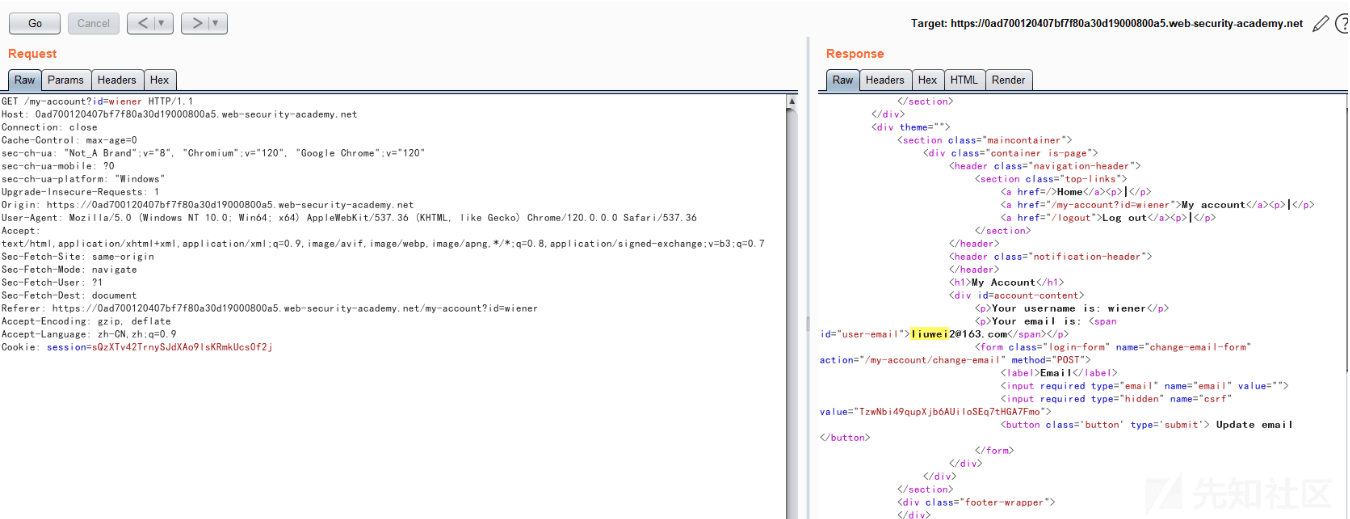 Go
Cancel
<
▼
>
▼
Target: https://0ad700120407bf7f80a30d19000800a5.web-security-academy.net
?
Request
Raw
Params
Headers
Hex
GET /my-account?id=wiener HTTP/1.1
Host: 0ad700120407bf7f80a30d19000800a5.web-security-academy.net
Connection: close
Cache-Control: max-age=0
sec-ch-ua: "Not_A Brand";v="8", "Chromium";v="120", "Google Chrome";v="120"
sec-ch-ua-mobile: ?0
sec-ch-ua-platform: "Windows"
Upgrade-Insecure-Requests: 1
Origin: https://0ad700120407bf7f80a30d19000800a5.web-security-academy.net
User-Agent: Mozilla/5.0 (Windows NT 10.0; Win64; x64) AppleWebKit/537.36 (KHTML, like Gecko) Chrome/120.0.0.0 Safari/537.36
Accept:
text/html,application/xhtml+xml,application/xml;q=0.9,image/avif,image/webp,image/apng,*/*;q=0.8,application/signed-exchange;v=b3;q=0.7
Sec-Fetch-Site: same-origin
Sec-Fetch-Mode: navigate
Sec-Fetch-User: ?1
Sec-Fetch-Dest: document
Referer: https://0ad700120407bf7f80a30d19000800a5.web-security-academy.net/my-account?id=wiener
Accept-Encoding: gzip, deflate
Accept-Language: zh-CN,zh;q=0.9
Cookie: session=sQzXTv42TrnySJdXAo9IsKRmkUcsOf2j
Response
Raw
Headers
Hex
HTML
Render
</section>
</div>
<div theme="">
<section class="maincontainer">
<div class="container is-page">
<header class="navigation-header">
<section class="top-links">
<a href=/>Home</a><p>|</p>
<a href="/my-account?id=wiener">My account</a><p>|</p>
<a href="/logout">Log out</a><p>|</p>
</section>
</header>
<header class="notification-header">
</header>
<h1>My Account</h1>
<div id=account-content>
<p>Your username is: wiener</p>
<p>Your email is: <span
id="user-email">liuwei2@163.com</span></p>
<form class="login-form" name="change-email-form"
action="/my-account/change-email" method="POST">
<label>Email</label>
<input required type="email" name="email" value="">
<input required type="hidden" name="csrf"
value="TzwNbi49qupXjb6AUiloSEq7tHGA7Fmo">
<button class='button' type='submit'> Update email
</button>
</form>
</div>
</div>
</section>
<div class="footer-wrapper">
</div>
先知社区